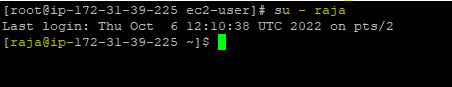 [root@ip-172-31-39-225 ec2-user]# su - raja
Last login: Thu Oct  6 12:10:38 UTC 2022 on pts/2
[raja@ip-172-31-39-225 ~]$